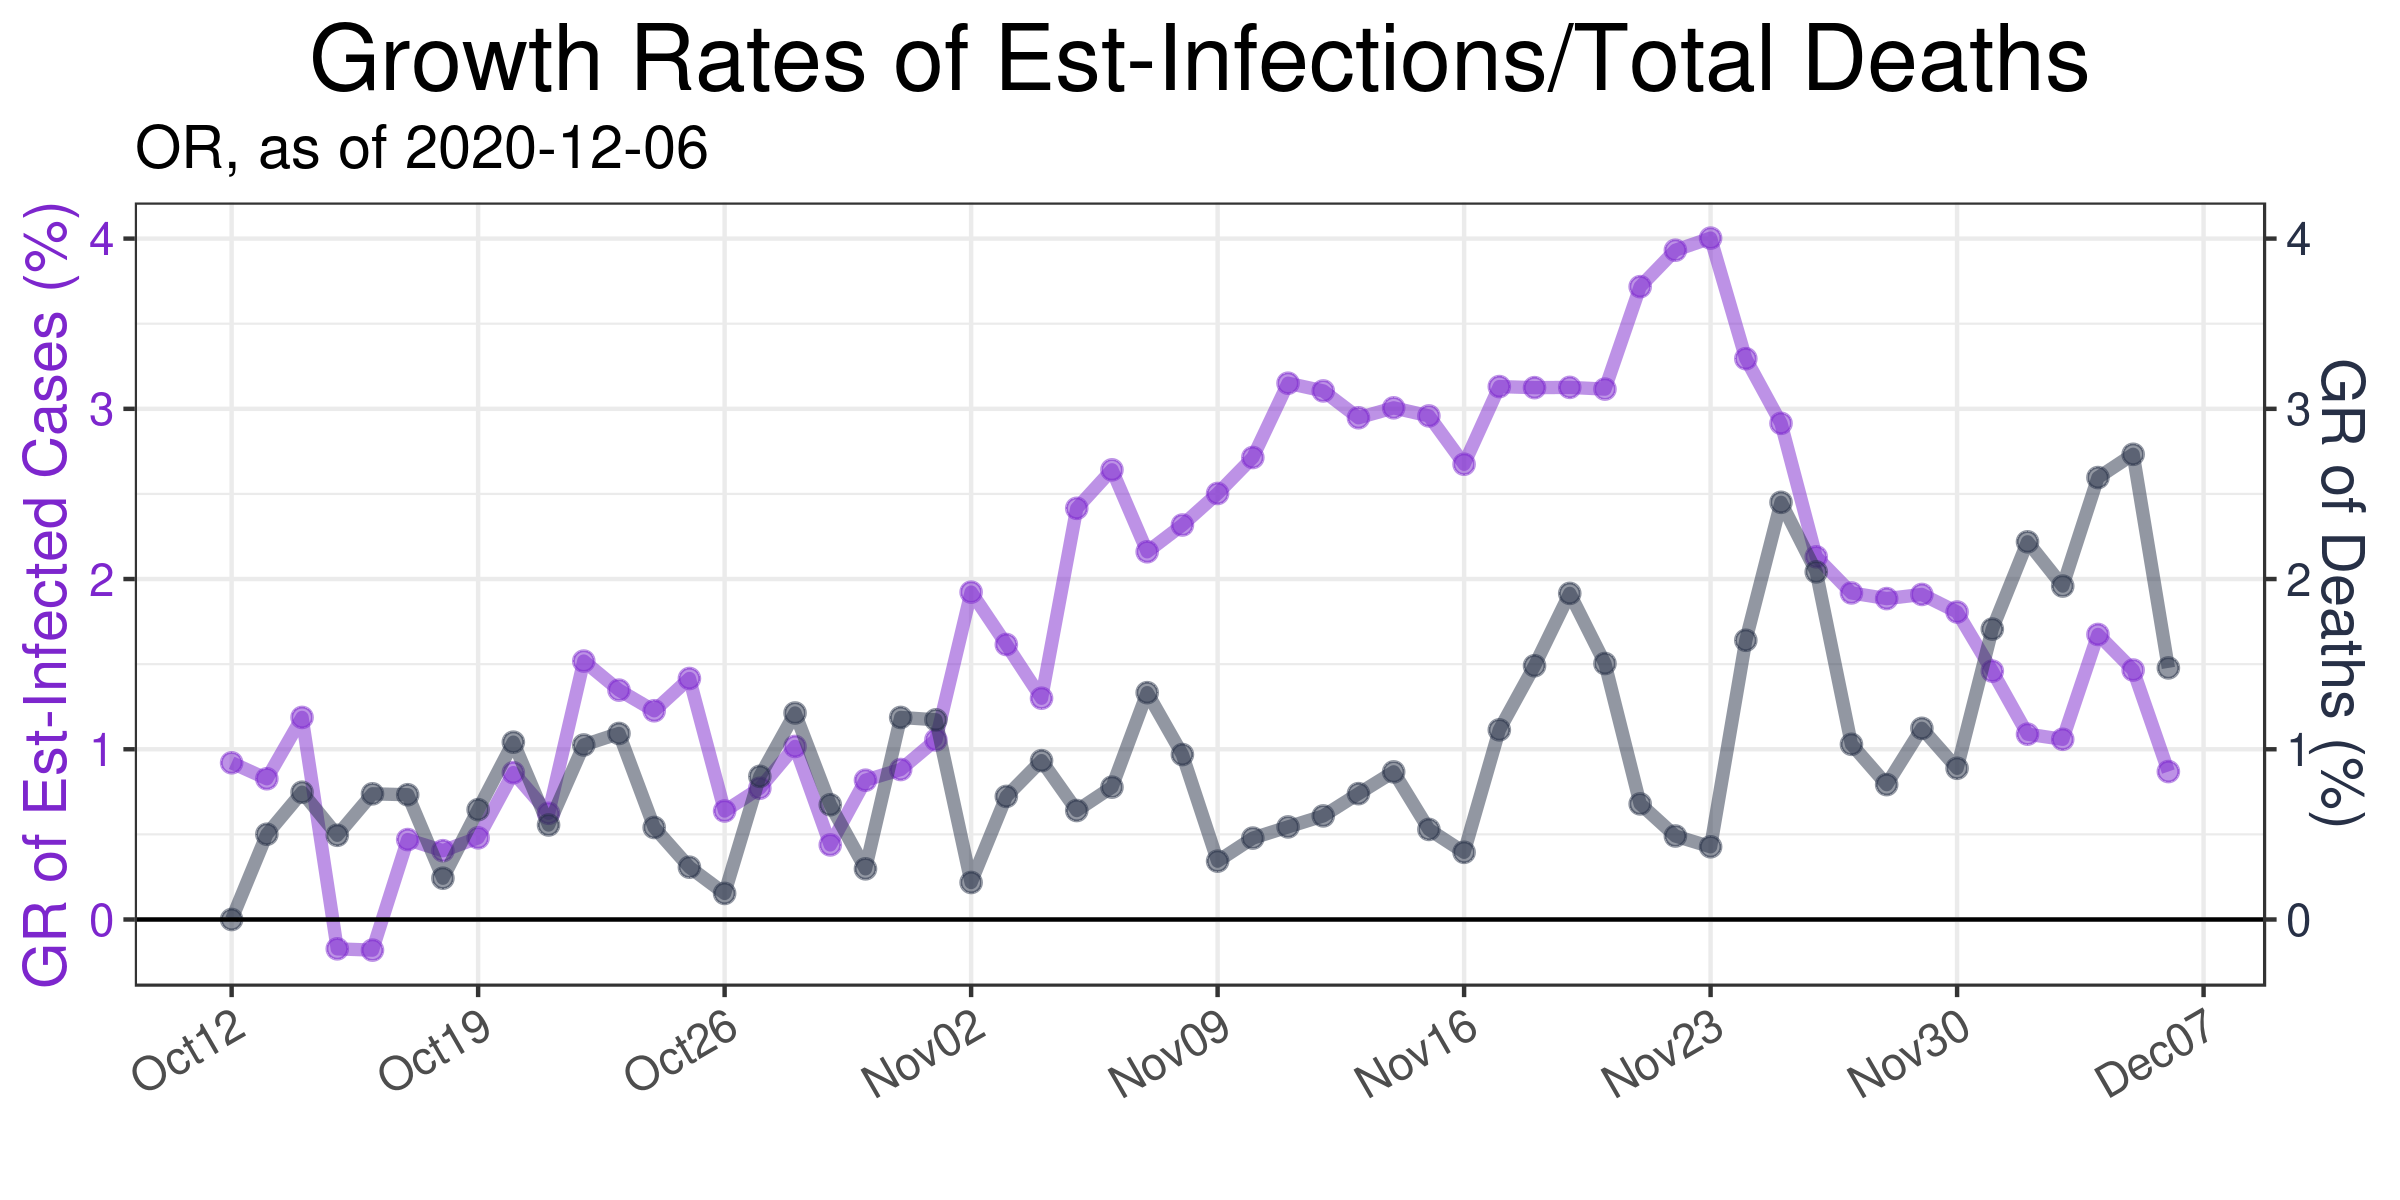 Growth Rates of Est-Infections/Total Deaths
OR, as of 2020-12-06
GR of Est-Infected Cases (%)
4
3
2
1
0
4
3
2
1
0
GR of Deaths (%)
Oct12
Oct19
Oct26
Nov02
Nov09
Nov16
Nov23
Nov30
Dec07